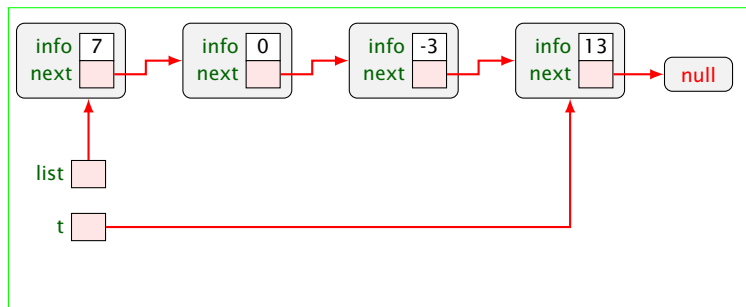 info 7 info 0 info -3 info 13
next next next next null
list
t